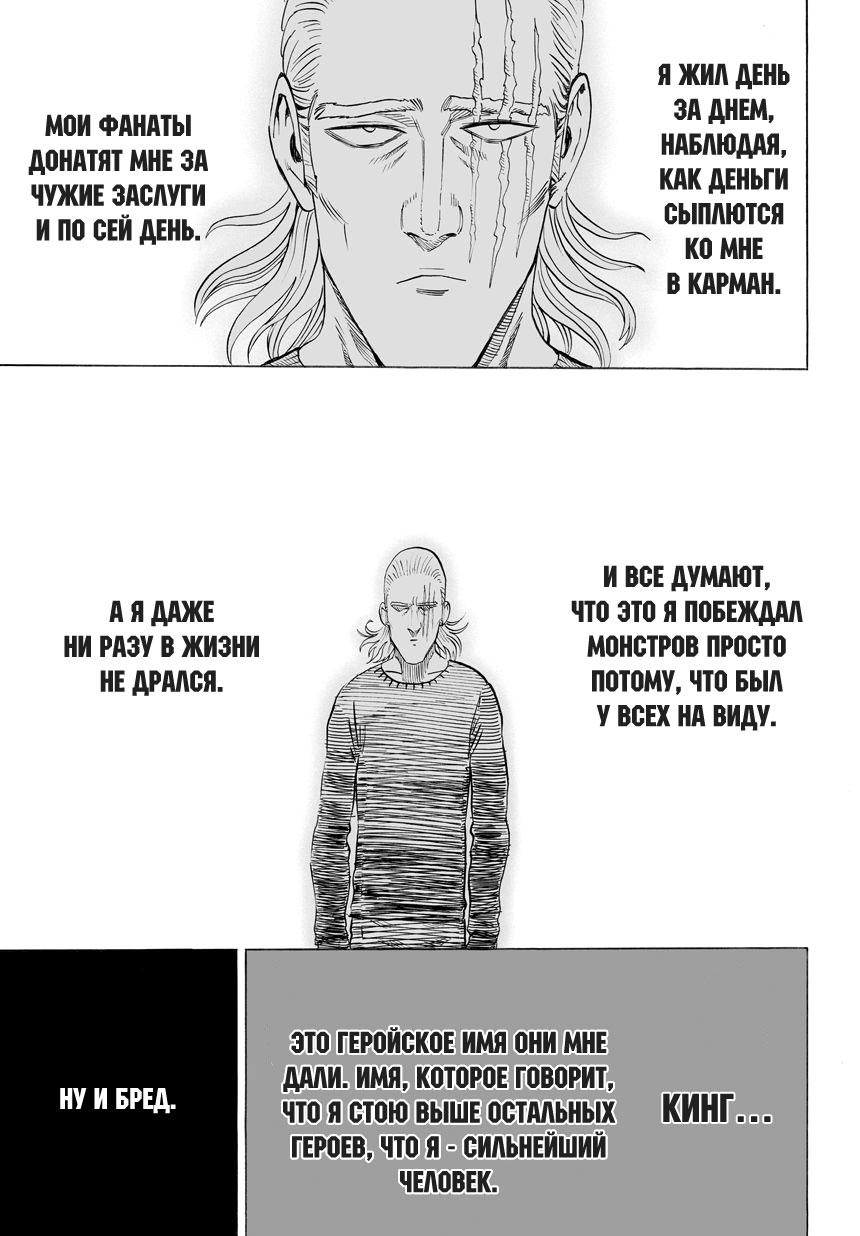 Я ЖИЛ ДЕНЬ
ЗА ДНЕМ,
НАБЛЮДАЯ,
КАК ДЕНЬГИ
СЫПЛЮТСЯ
КО МНЕ
В КАРМАН.
МОИ ФАНАТЫ
ДОНАТЯТ МНЕ ЗА
ЧУЖИЕ ЗАСЛУГИ
И ПО СЕЙ ДЕНЬ.
И ВСЕ ДУМАЮТ,
ЧТО ЭТО Я ПОБЕЖДАЛ
МОНСТРОВ ПРОСТО
ПОТОМУ, ЧТО БЫЛ
У ВСЕХ НА ВИДУ.
А Я ДАЖЕ
НИ РАЗУ В ЖИЗНИ
НЕ ДРАЛСЯ.
КИНГ...
ЭТО ГЕРОЙСКОЕ ИМЯ ОНИ МНЕ
ДАЛИ. ИМЯ, КОТОРОЕ ГОВОРИТ,
ЧТО Я СТОЮ ВЫШЕ ОСТАЛЬНЫХ
ГЕРОЕВ, ЧТО Я - СИЛЬНЕЙШИЙ
ЧЕЛОВЕК.
НУ И БРЕД.